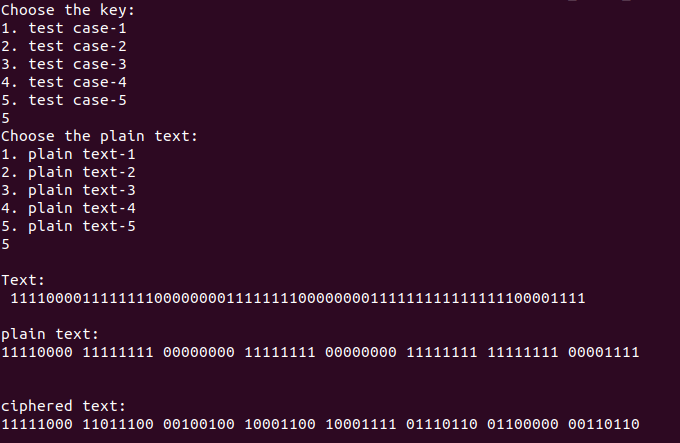 Choose the key:
1. test case-1
2. test case-2
3. test case-3
4. test case-4
5. test case-5
5
Choose the plain text:
1. plain text-1
2. plain text-2
3. plain text-3
4. plain text-4
5. plain text-5
5
Text:
1111000011111111000000001111111100000000111111111111111100001111
plain text:
11110000 11111111 00000000 11111111 00000000 11111111 11111111 00001111
ciphered text:
11111000 11011100 00100100 10001100 10001111 01110110 01100000 00110110